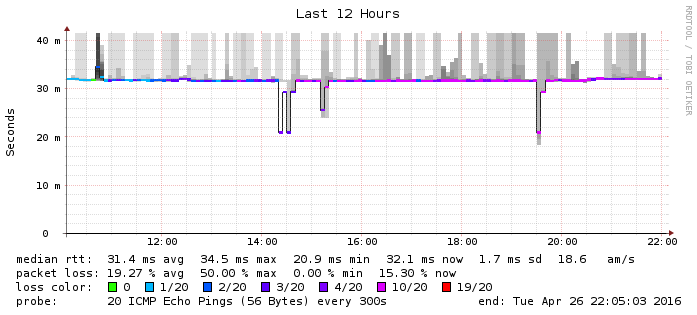 Last 12 Hours
RRDTOOL / TOBI OETIKER
Seconds
40 m
30 m
20 m
10 m
0
12:00 14:00 16:00 18:00 20:00 22:00
median rtt: 31.4 ms avg 34.5 ms max 20.9 ms min 32.1 ms now 1.7 ms sd 18.6 am/s
packet loss: 19.27 % avg 50.00 % max 0.00 % min 15.30 % now
loss color: 0 1/20 2/20 3/20 4/20 10/20 19/20
probe: 20 ICMP Echo Pings (56 Bytes) every 300s end: Tue Apr 26 22:05:03 2016